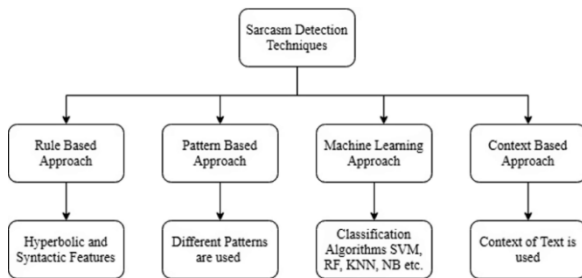 Sarcasm Detection
Techniques
Rule Based
Approach
Pattern Based
Approach
Machine Learning
Approach
Context Based
Approach
Hyperbolic and
Syntactic Features
Different Patterns
are used
Classification
Algorithms SVM,
RF, KNN, NB etc.
Context of Text is
used